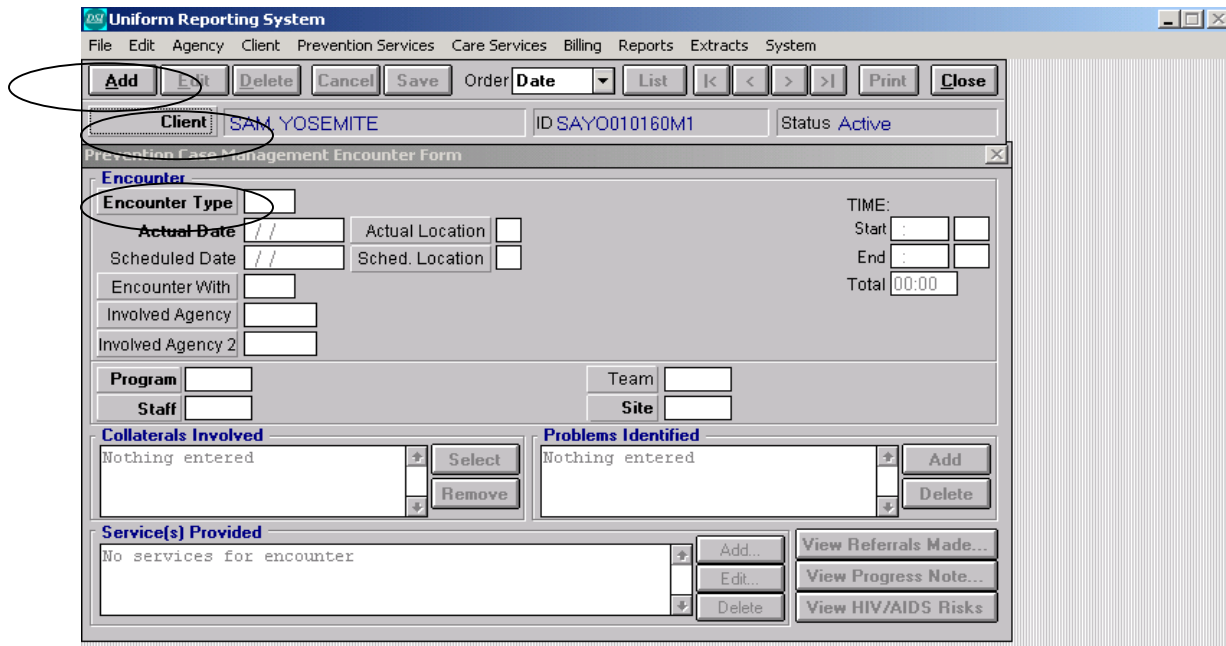 DSI Uniform Reporting System
File Edit Agency Client Prevention Services Care Services Billing Reports Extracts System
Add Edit Delete Cancel Save Order Date List |< < > >| Print Close
Client SAM, YOSEMITE ID SAYO010160M1 Status Active
Prevention Case Management Encounter Form
Encounter
Encounter Type TIME:
Actual Date / / Actual Location Start :
Scheduled Date / / Sched. Location End :
Encounter With Total 00:00
Involved Agency
Involved Agency 2
Program Team
Staff Site
Collaterals Involved Problems Identified
Nothing entered Select Nothing entered Add
Remove Delete
Service(s) Provided
No services for encounter Add... View Referrals Made...
Edit... View Progress Note...
Delete View HIV/AIDS Risks